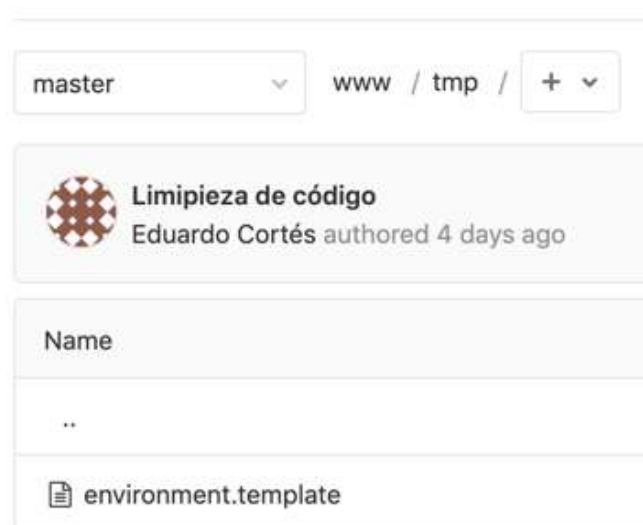 master www / tmp / +
Limipieza de código
Eduardo Cortés authored 4 days ago
Name
..
environment.template